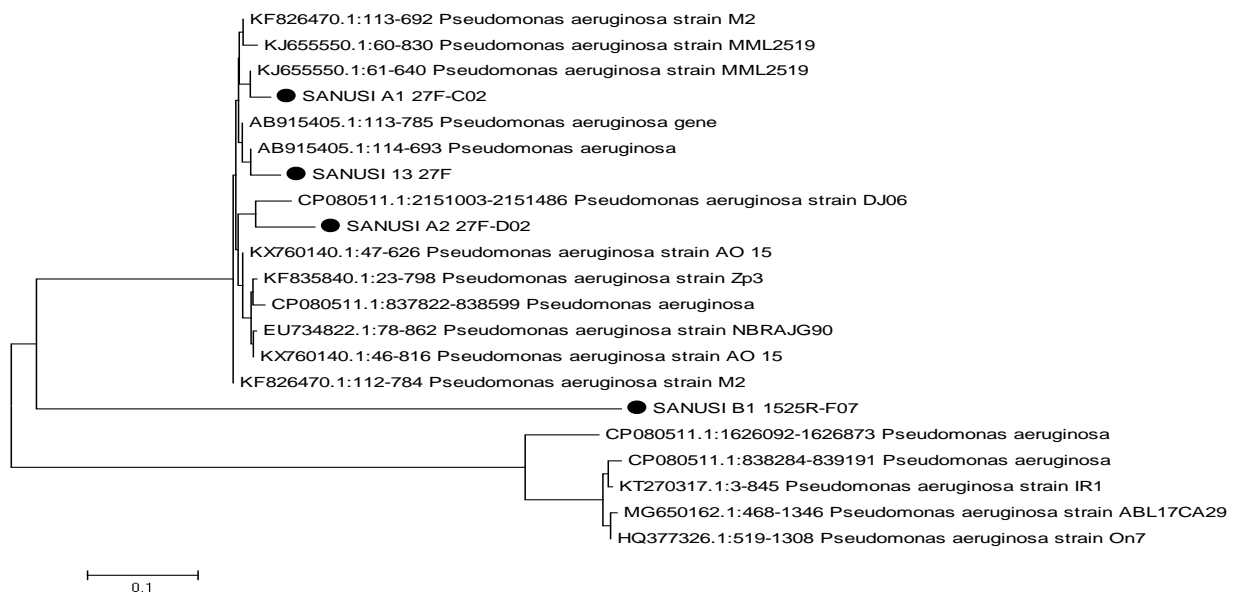 KF826470.1:113-692 Pseudomonas aeruginosa strain M2
KJ655550.1:60-830 Pseudomonas aeruginosa strain MML2519
KJ655550.1:61-640 Pseudomonas aeruginosa strain MML2519
SANUSI A1 27F-C02
AB915405.1:113-785 Pseudomonas aeruginosa gene
AB915405.1:114-693 Pseudomonas aeruginosa
SANUSI 13 27F
CP080511.1:2151003-2151486 Pseudomonas aeruginosa strain DJ06
SANUSI A2 27F-D02
KX760140.1:47-626 Pseudomonas aeruginosa strain AO 15
KF835840.1:23-798 Pseudomonas aeruginosa strain Zp3
CP080511.1:837822-838599 Pseudomonas aeruginosa
EU734822.1:78-862 Pseudomonas aeruginosa strain NBRAJG90
KX760140.1:46-816 Pseudomonas aeruginosa strain AO 15
KF826470.1:112-784 Pseudomonas aeruginosa strain M2
SANUSI B1 1525R-F07
CP080511.1:1626092-1626873 Pseudomonas aeruginosa
CP080511.1:838284-839191 Pseudomonas aeruginosa
KT270317.1:3-845 Pseudomonas aeruginosa strain IR1
MG650162.1:468-1346 Pseudomonas aeruginosa strain ABL17CA29
HQ377326.1:519-1308 Pseudomonas aeruginosa strain On7
0.1